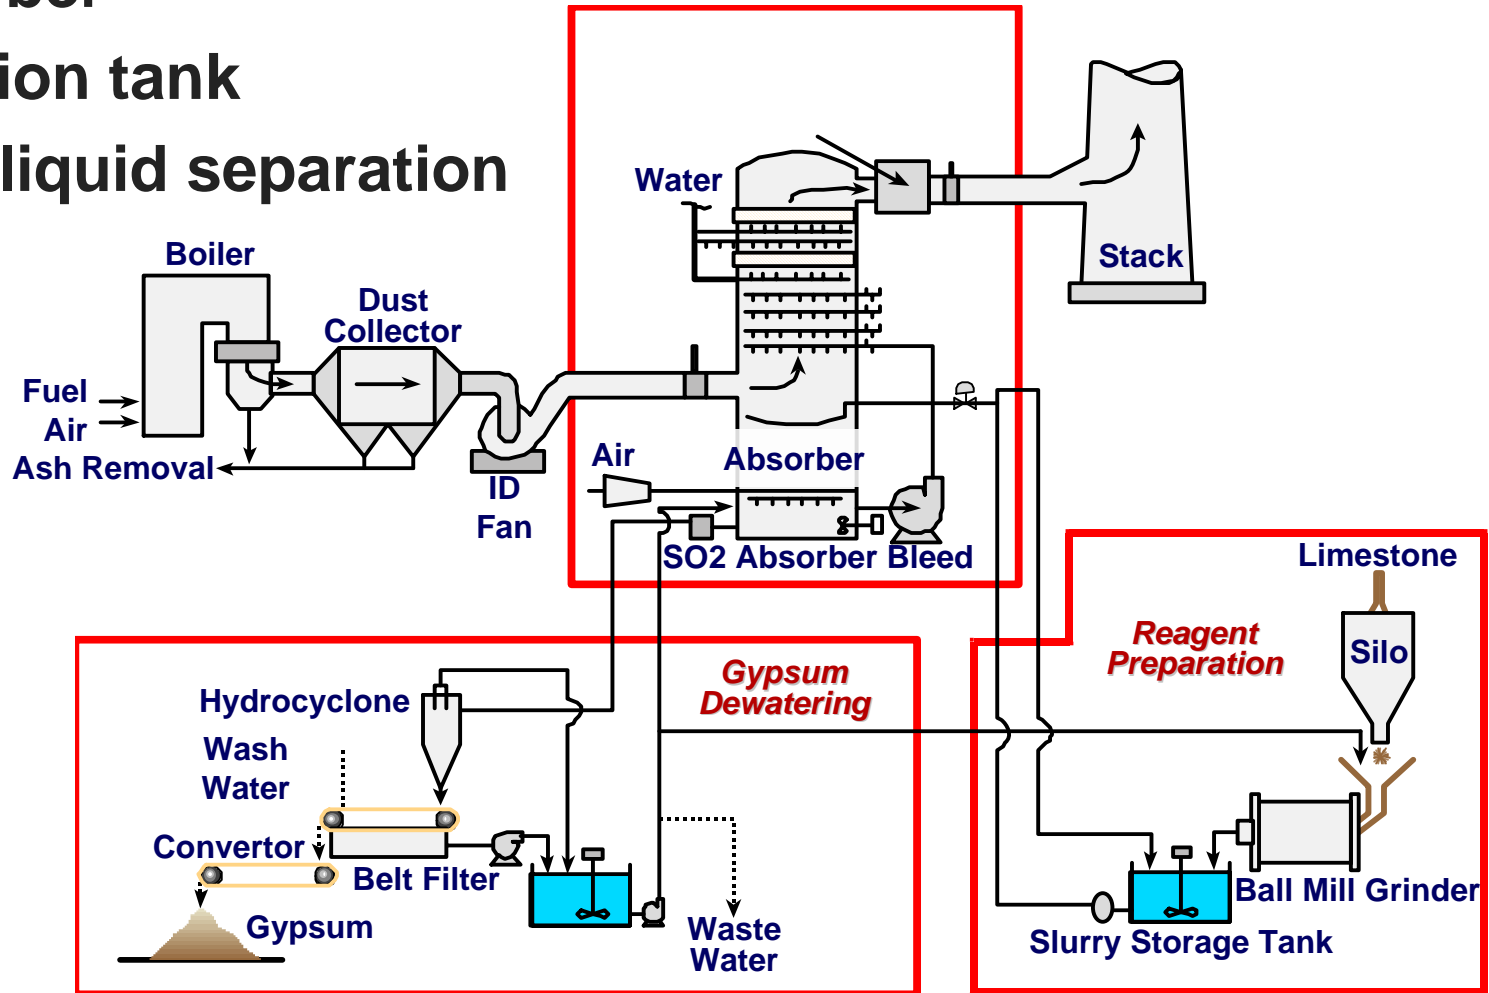 ion tank
liquid separation
Water
Boiler
Stack
Dust
Collector
Fuel
Air
Ash Removal
ID
Fan
Air
Absorber
SO2 Absorber Bleed
Limestone
Reagent
Preparation
Silo
Gypsum
Dewatering
Hydrocyclone
Wash
Water
Convertor
Belt Filter
Ball Mill Grinder
Gypsum
Waste
Water
Slurry Storage Tank